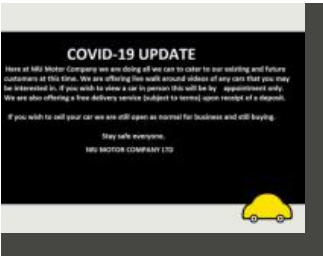 COVID-19 UPDATE
Here at MU Motor Company we are doing all we can to cater to our existing and future
customers at this time. We are offering live walk around videos of any cars that you may
be interested in. If you wish to view a car in person this will be by appointment only.
We are also offering a free delivery service (subject to terms) upon receipt of a deposit.
If you wish to sell your car we are still open as normal for business and still buying.
Stay safe everyone.
MOTOR COMPANY LTD